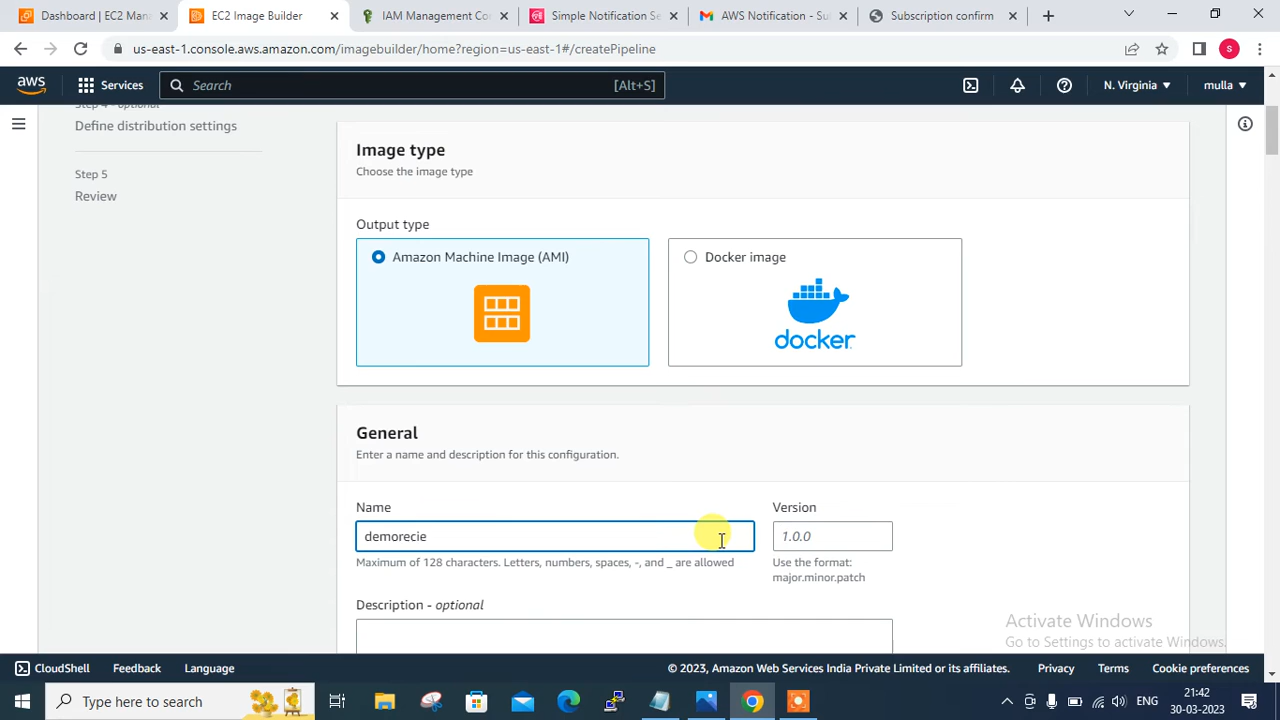 Dashboard | EC2 Man
EC2 Image Builder
IAM Management Co
Simple Notification Se
AWS Notification - Su
Subscription confirm
us-east-1.console.aws.amazon.com/imagebuilder/home?region=us-east-1#/createPipeline
S
aws
Services
Search
[Alt+S]
N. Virginia
mulla
Step 4 - optional
Define distribution settings
Step 5
Review
Image type
Choose the image type
Output type
Amazon Machine Image (AMI)
Docker image
docker
General
Enter a name and description for this configuration.
Name
Version
demorecie
1.0.0
Maximum of 128 characters. Letters, numbers, spaces, -, and _ are allowed
Use the format:
major.minor.patch
Description - optional
Activate Windows
Go to Settings to activate Windows.
CloudShell
Feedback
Language
© 2023, Amazon Web Services India Private Limited or its affiliates.
Privacy
Terms
Cookie preferences
Type here to search
ENG
21:42
30-03-2023